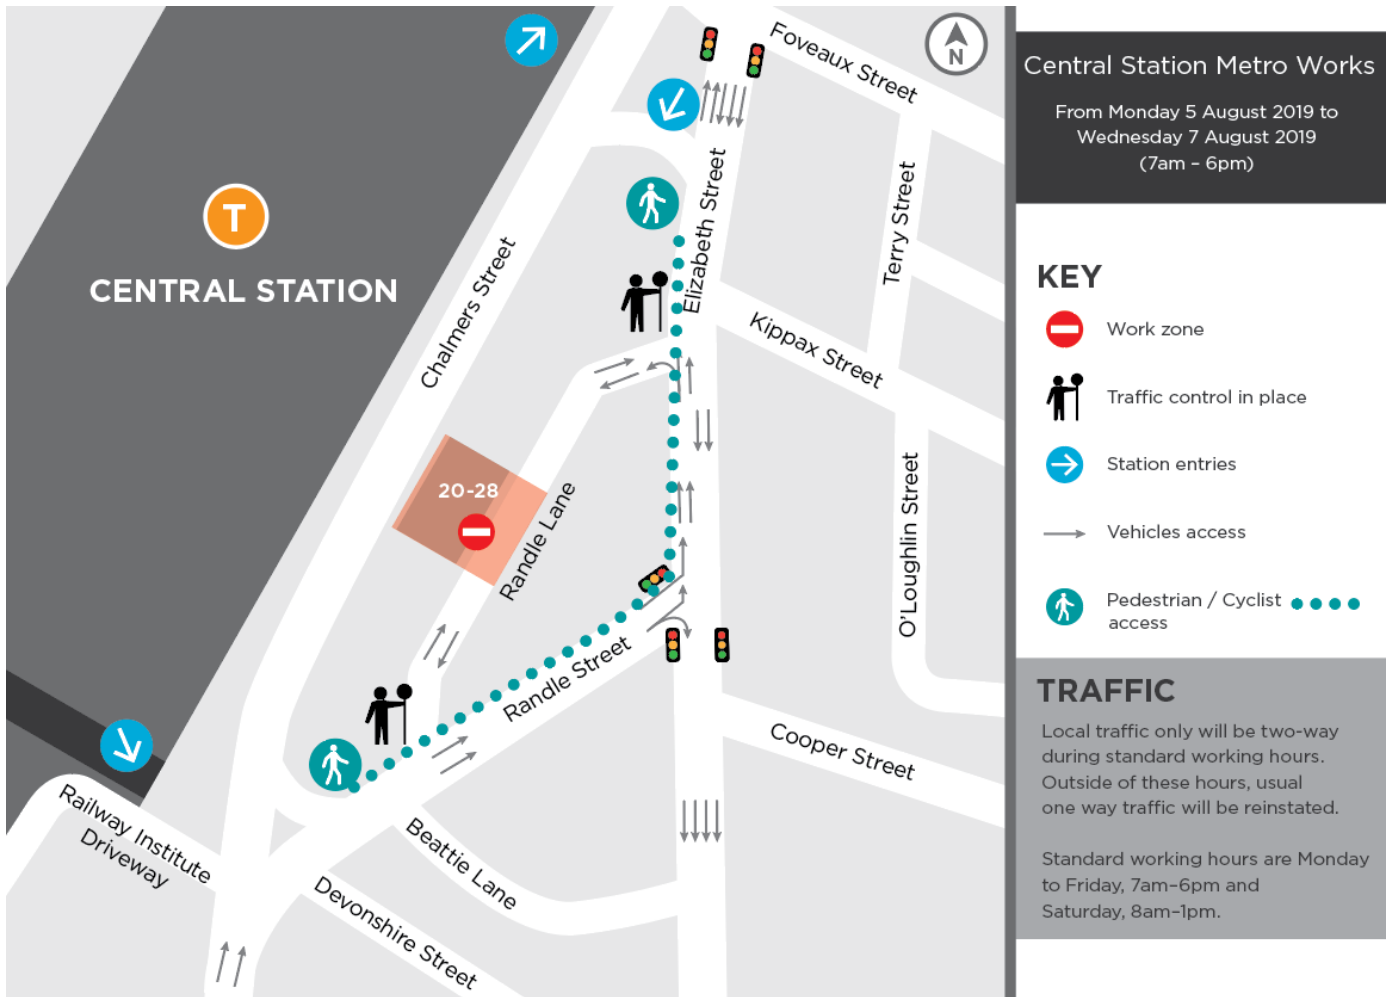 Foveaux Street
N
T
CENTRAL STATION
Chalmers Street
Elizabeth Street
Terry Street
Kippax Street
20-28
Randle Lane
O'Loughlin Street
Randle Street
Cooper Street
Railway Institute
Driveway
Beattie Lane
Devonshire Street
Central Station Metro Works
From Monday 5 August 2019 to
Wednesday 7 August 2019
(7am – 6pm)
KEY
Work zone
Traffic control in place
Station entries
Vehicles access
Pedestrian / Cyclist
access
TRAFFIC
Local traffic only will be two-way
during standard working hours.
Outside of these hours, usual
one way traffic will be reinstated.
Standard working hours are Monday
to Friday, 7am–6pm and
Saturday, 8am–1pm.